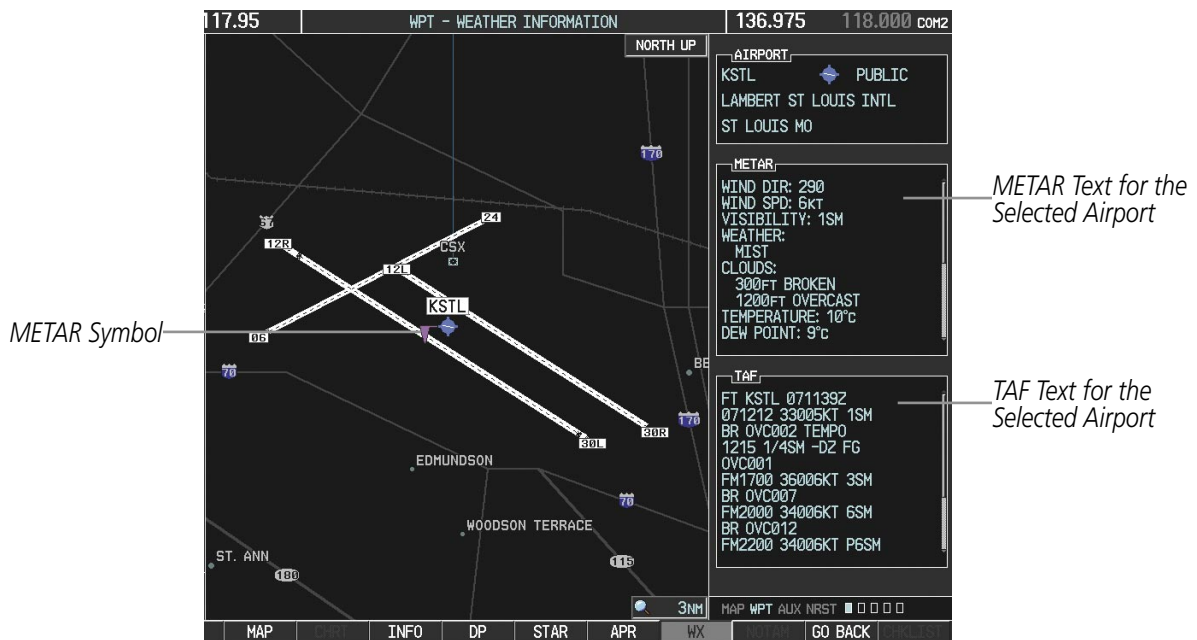 117.95
WPT - WEATHER INFORMATION
136.975 118.000 COM2
NORTH UP
AIRPORT
KSTL PUBLIC
LAMBERT ST LOUIS INTL
ST LOUIS MO
METAR
WIND DIR: 290
WIND SPD: 6KT
VISIBILITY: 1SM
WEATHER:
MIST
CLOUDS:
300FT BROKEN
1200FT OVERCAST
TEMPERATURE: 10°C
DEW POINT: 9°C
METAR Text for the
Selected Airport
TAF
FT KSTL 071139Z
071212 33005KT 1SM
BR OVC002 TEMPO
1215 1/4SM -DZ FG
OVC001
FM1700 36006KT 3SM
BR OVC007
FM2000 34006KT 6SM
BR OVC012
FM2200 34006KT P6SM
TAF Text for the
Selected Airport
METAR Symbol
170
67
24
12R
CSX
12L
KSTL
06
BE
70
170
30R
30L
EDMUNDSON
70
WOODSON TERRACE
ST. ANN
115
180
3NM
MAP WPT AUX NRST
MAP CHRT INFO DP STAR APR WX NOTAM GO BACK CHKLIST